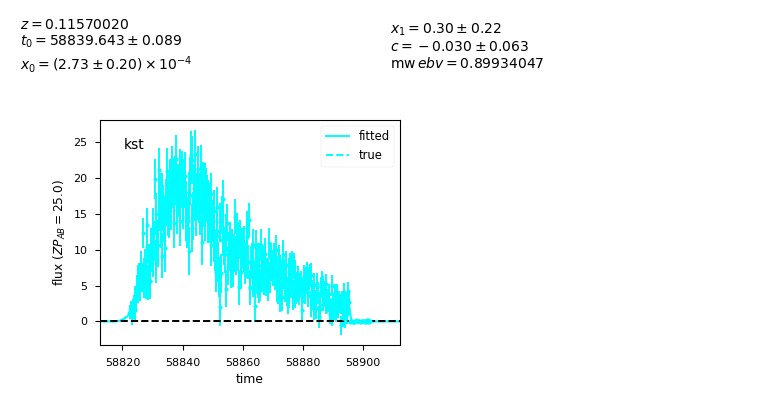 z = 0.11570020
t₀ = 58839.643 ± 0.089
x₀ = (2.73 ± 0.20) × 10⁻⁴
x₁ = 0.30 ± 0.22
c = −0.030 ± 0.063
mw ebv = 0.89934047
kst
fitted
true
flux (ZP_AB = 25.0)
25
20
15
10
5
0
58820 58840 58860 58880 58900
time